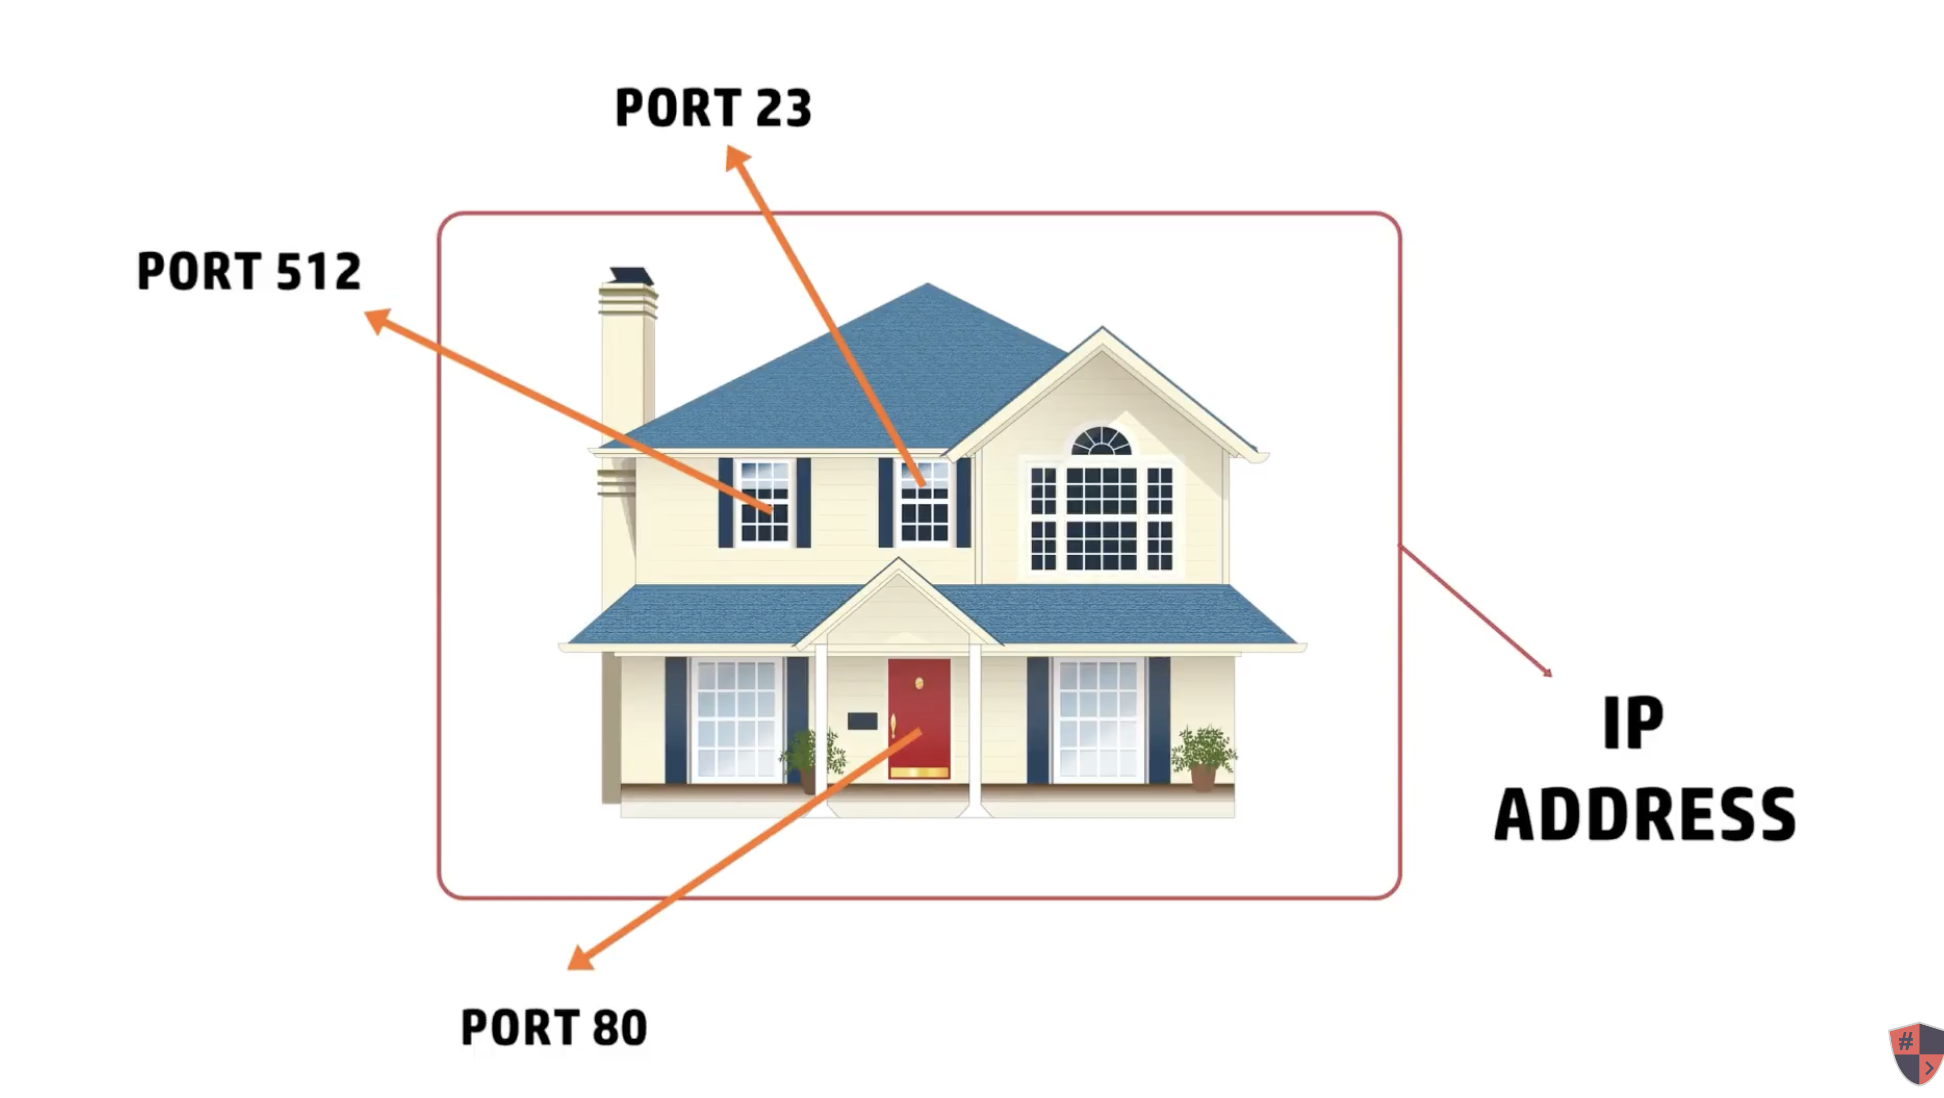 PORT 23
PORT 512
IP
ADDRESS
PORT 80
#>